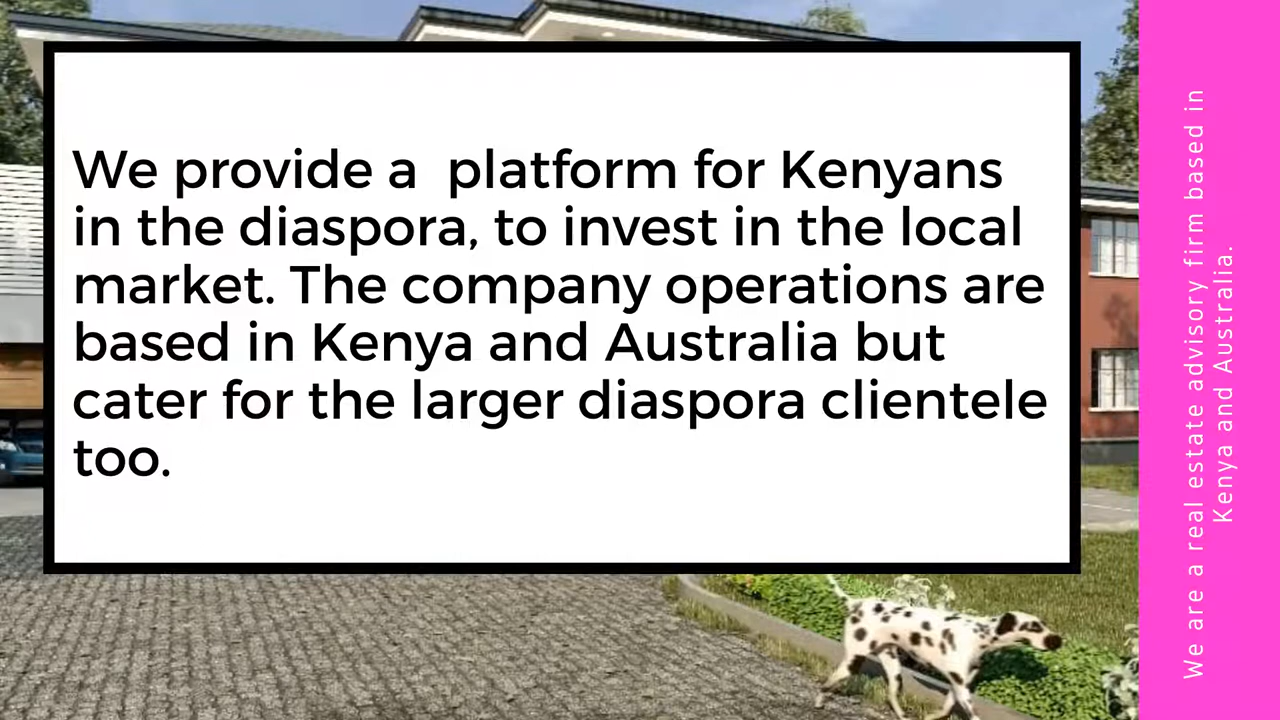 We provide a  platform for Kenyans
in the diaspora, to invest in the local
market. The company operations are
based in Kenya and Australia but
cater for the larger diaspora clientele
too.
We are a real estate advisory firm based in
Kenya and Australia.